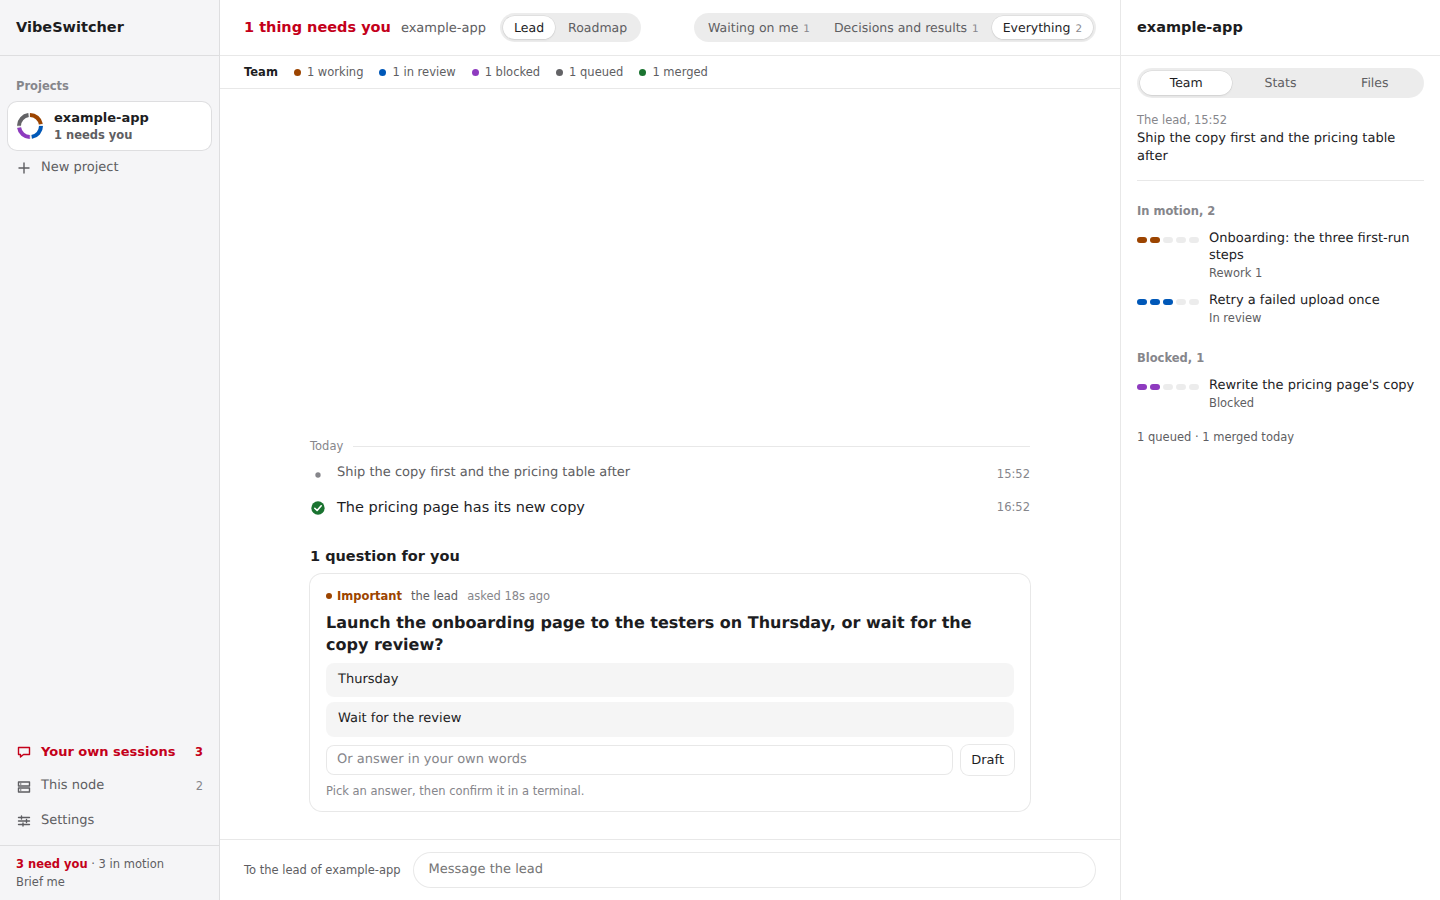 VibeSwitcher
Projects
example-app
1 needs you
New project
Your own sessions 3
This node 2
Settings
3 need you · 3 in motion
Brief me
1 thing needs you example-app Lead Roadmap Waiting on me 1 Decisions and results 1 Everything 2
Team 1 working 1 in review 1 blocked 1 queued 1 merged
Today
Ship the copy first and the pricing table after 15:52
The pricing page has its new copy 16:52
1 question for you
Important the lead asked 18s ago
Launch the onboarding page to the testers on Thursday, or wait for the
copy review?
Thursday
Wait for the review
Or answer in your own words Draft
Pick an answer, then confirm it in a terminal.
To the lead of example-app Message the lead
example-app
Team Stats Files
The lead, 15:52
Ship the copy first and the pricing table
after
In motion, 2
Onboarding: the three first-run
steps
Rework 1
Retry a failed upload once
In review
Blocked, 1
Rewrite the pricing page's copy
Blocked
1 queued · 1 merged today